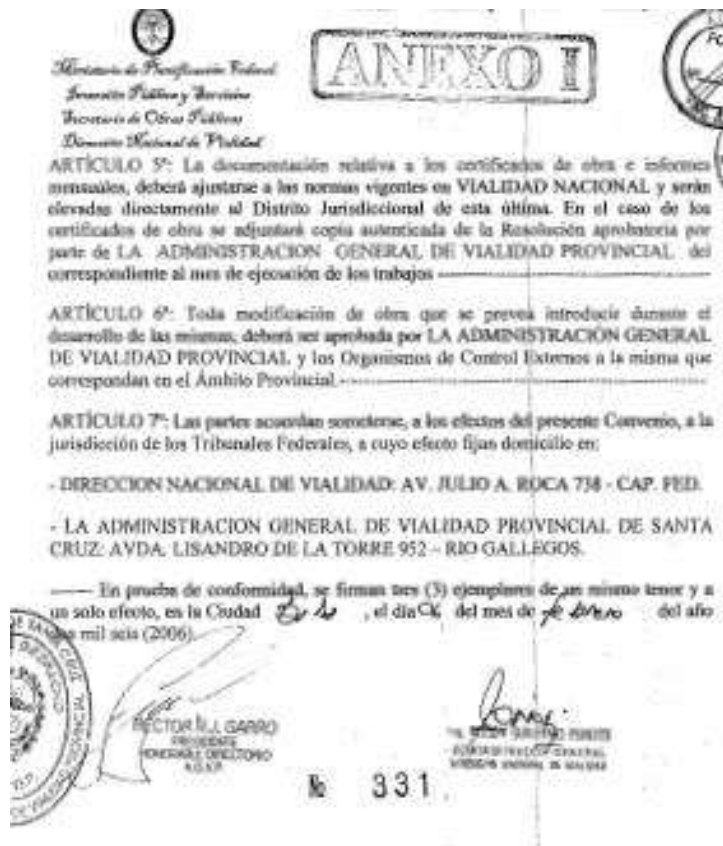 ANEXO I
Ministerio de Planificación Federal
Inversión Pública y Servicios
Secretaría de Obras Públicas
Dirección Nacional de Vialidad
ARTÍCULO 5º: La documentación relativa a los certificados de obra e informes
mensuales, deberá ajustarse a las normas vigentes en VIALIDAD NACIONAL y serán
elevadas directamente al Distrito Jurisdiccional de esta última. En el caso de los
certificados de obra se adjuntará copia autenticada de la Resolución aprobatoria por
parte de LA ADMINISTRACION GENERAL DE VIALIDAD PROVINCIAL del
correspondiente al mes de ejecución de los trabajos
ARTÍCULO 6º: Toda modificación de obra que se prevea introducir durante el
desarrollo de las mismas, deberá ser aprobada por LA ADMINISTRACIÓN GENERAL
DE VIALIDAD PROVINCIAL y los Organismos de Control Externos a la misma que
correspondan en el Ámbito Provincial.
ARTÍCULO 7º: Las partes acuerdan someterse, a los efectos del presente Convenio, a la
jurisdicción de los Tribunales Federales, a cuyo efecto fijan domicilio en:
- DIRECCION NACIONAL DE VIALIDAD: AV. JULIO A. ROCA 738 - CAP. FED.
- LA ADMINISTRACION GENERAL DE VIALIDAD PROVINCIAL DE SANTA
CRUZ: AVDA. LISANDRO DE LA TORRE 952 – RIO GALLEGOS.
—— En prueba de conformidad, se firman tres (3) ejemplares de un mismo tenor y a
un solo efecto, en la Ciudad , el día 06 del mes de febrero del año
dos mil seis (2006).
HECTOR R.J. GARRO
PRESIDENTE
HONORABLE DIRECTORIO
A.G.V.P.
Nº 331